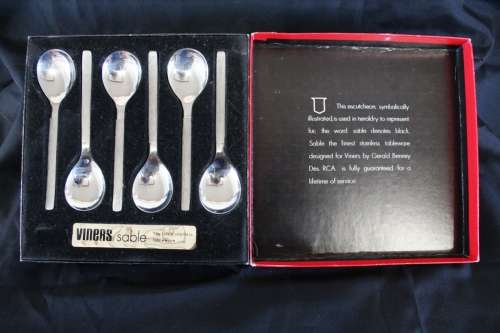 VINERS/sable
This escutcheon, symbolically
illustrated, is used in heraldry to represent
fur, the word sable denotes black.
Sable the finest stainless tableware
designed for Viners by Gerald Benney
Des. RCA. is fully guaranteed for a
lifetime of service.